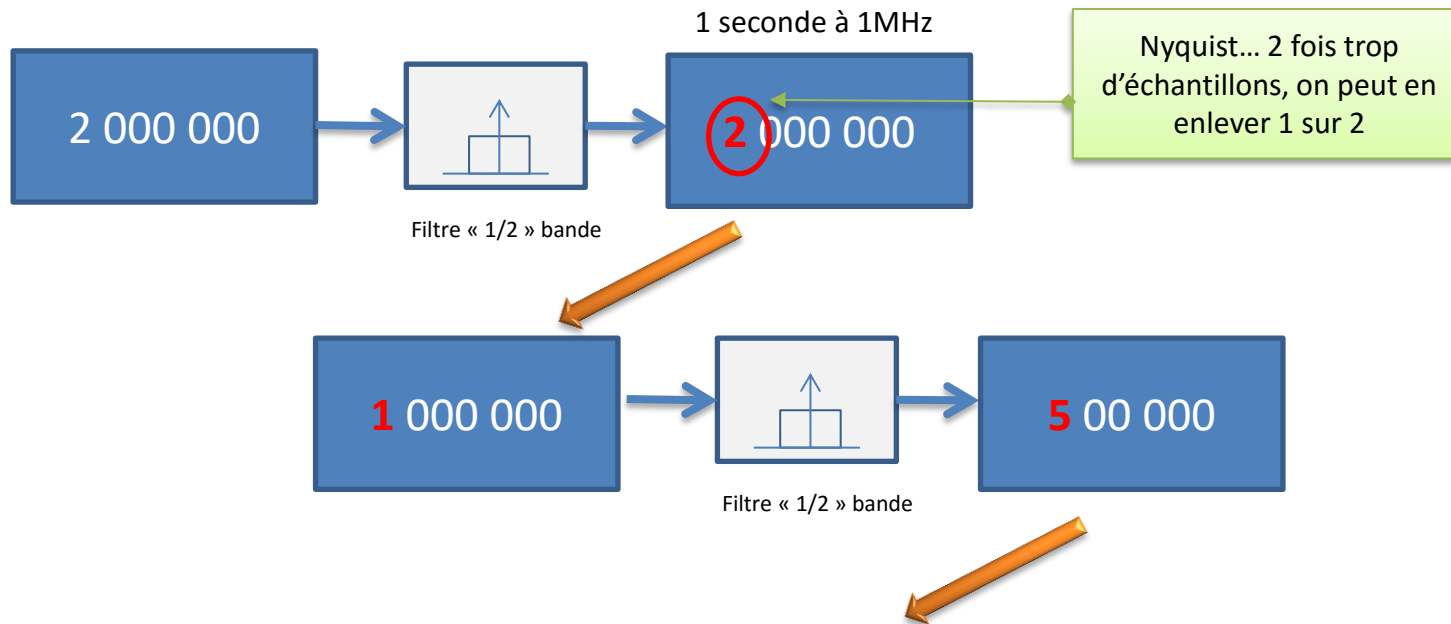 1 seconde à 1MHz
2 000 000
2 000 000
Nyquist… 2 fois trop
d’échantillons, on peut en
enlever 1 sur 2
Filtre « 1/2 » bande
1 000 000
5 00 000
Filtre « 1/2 » bande